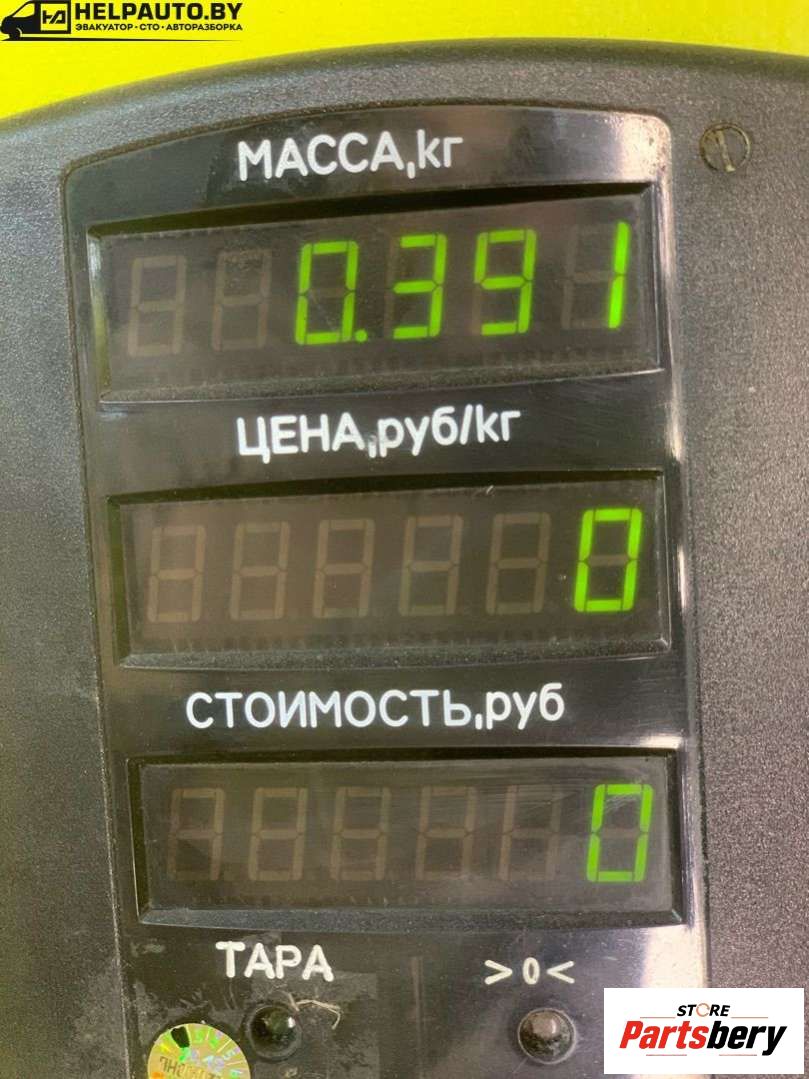 HELPAUTO.BY
ЭВАКУАТОР • СТО • АВТОРАЗБОРКА
МАССА,кг
0.391
ЦЕНА,руб/кг
0
СТОИМОСТЬ,руб
0
ТАРА >0<
STORE
Partsbery